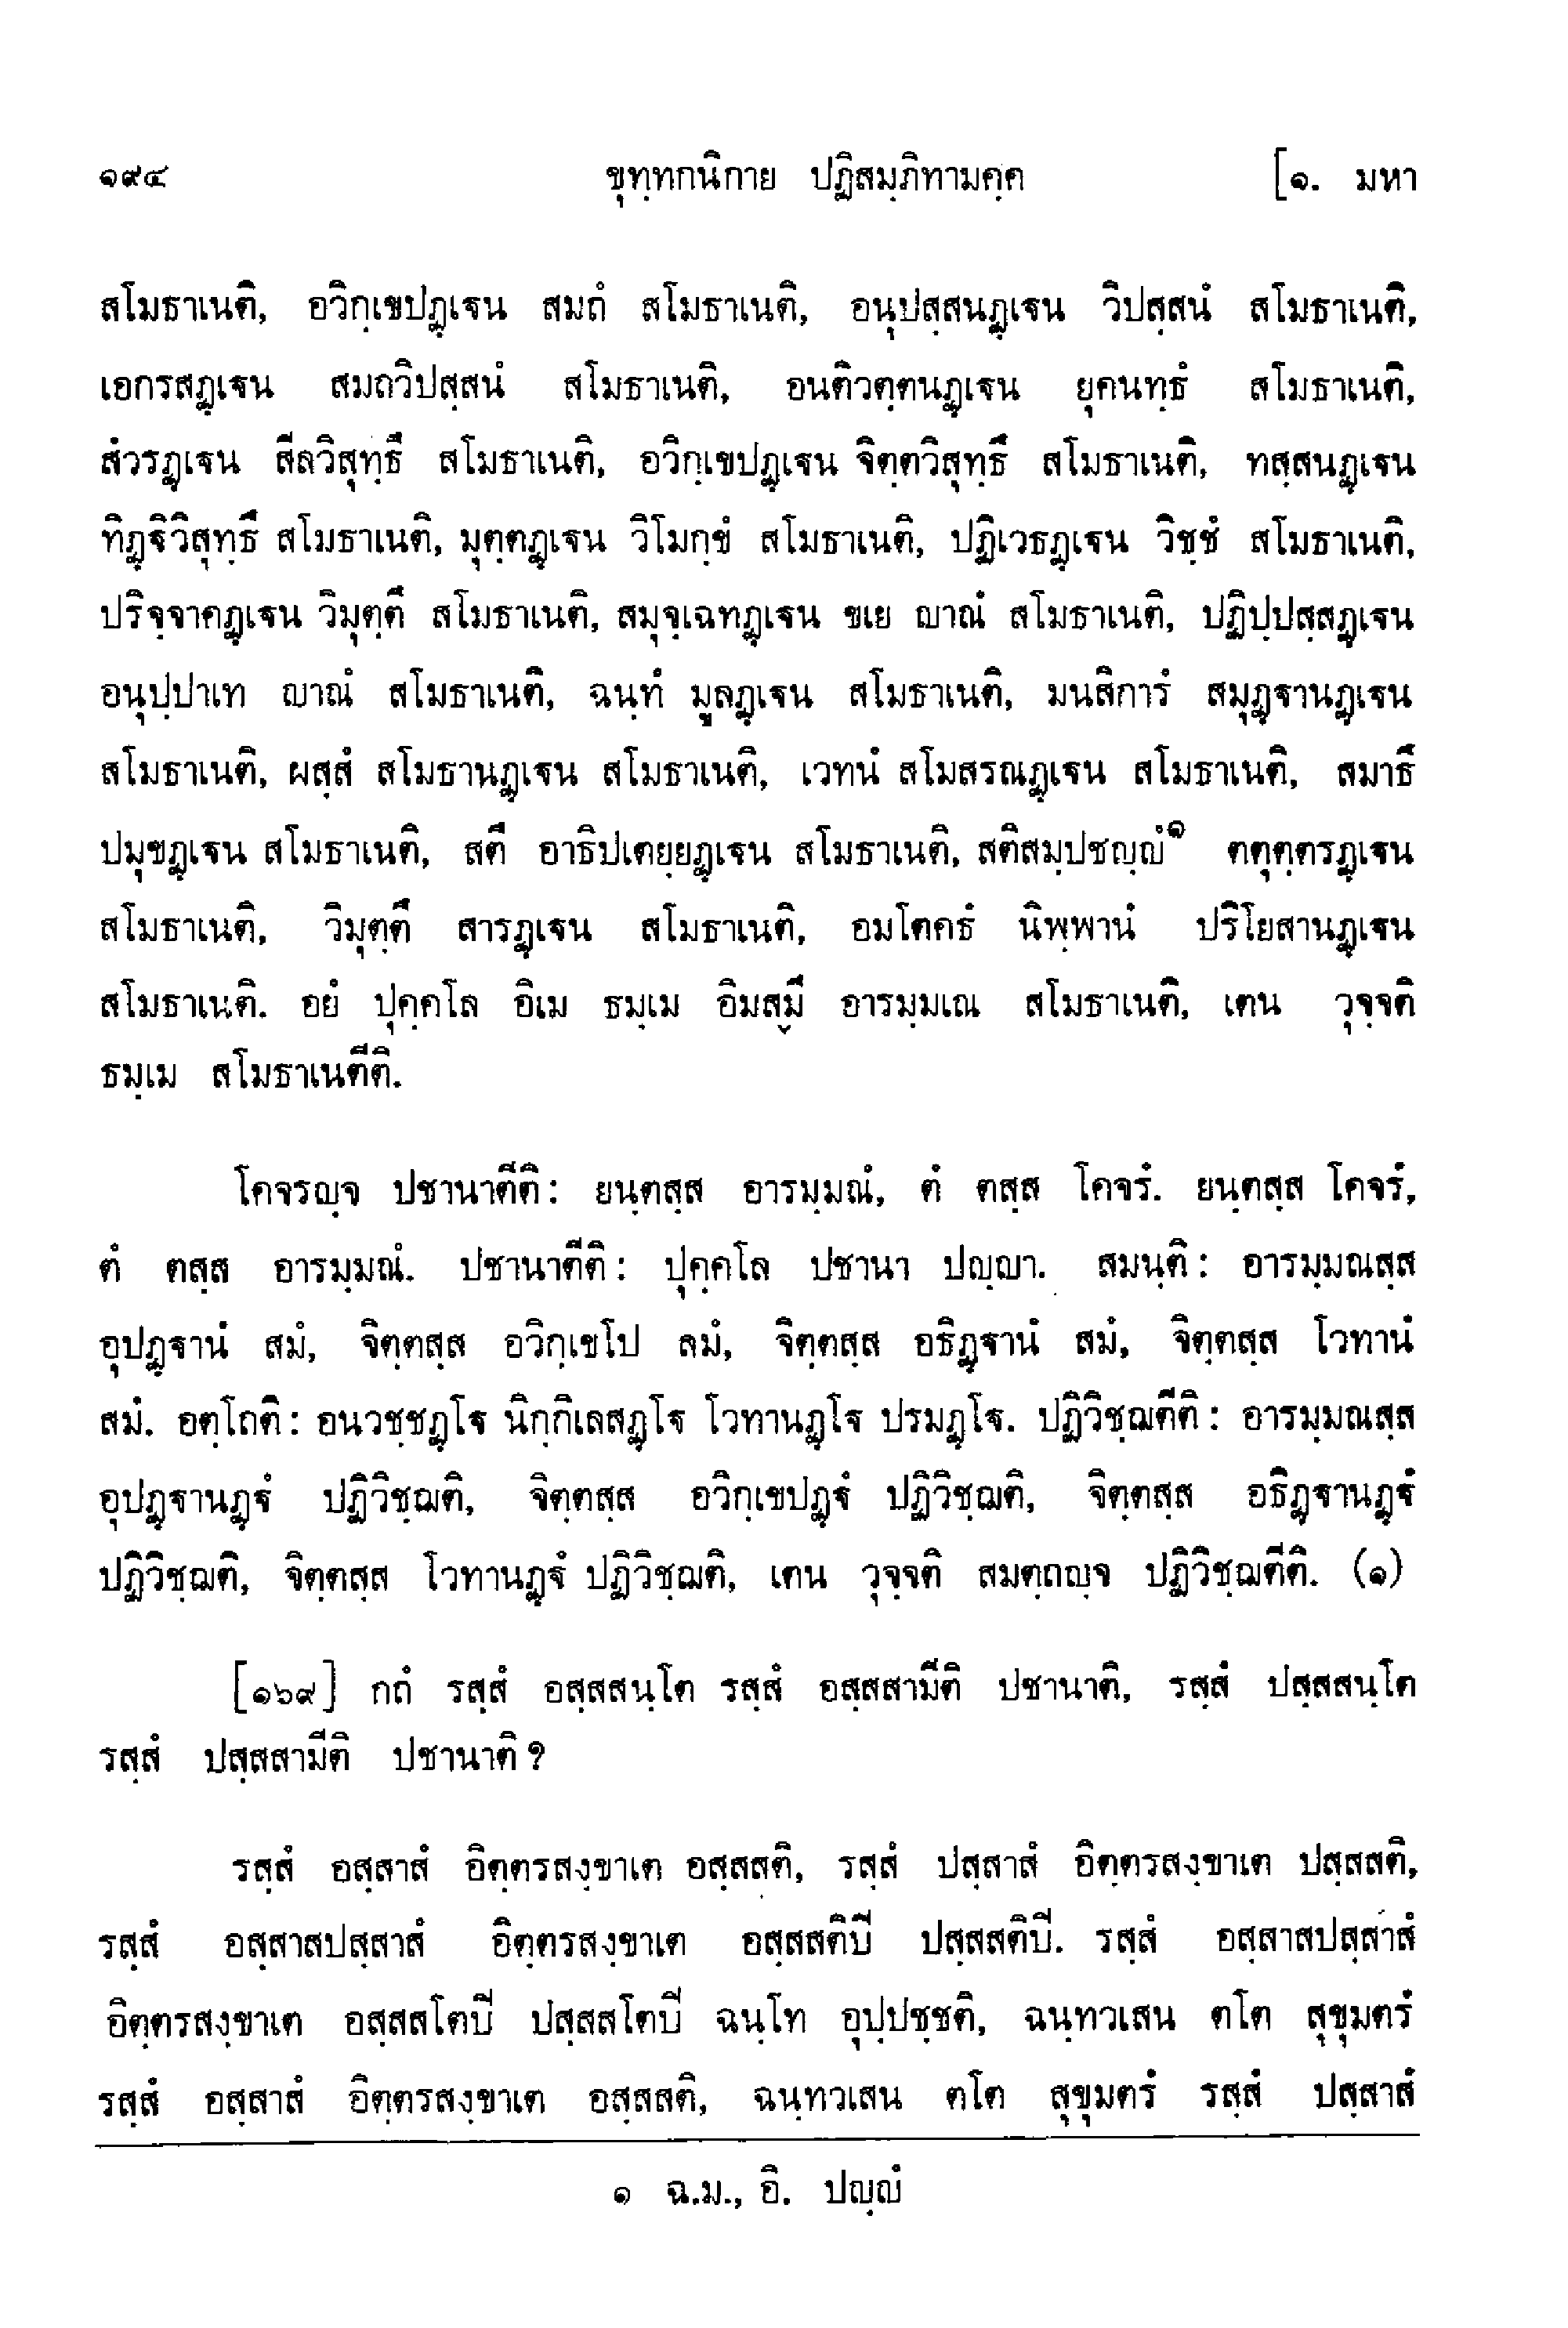 ๑๙๔ ขุทฺทกนิกาย ปฏิสมฺภิทามคฺค [๑. มหา
สโมธาเนติ, อวิกฺเขปฏฺเฐน สมถํ สโมธาเนติ, อนุปสฺสนฏฺเฐน วิปสฺสนํ สโมธาเนติ,
เอกรสฏฺเฐน สมถวิปสฺสนํ สโมธาเนติ, อนติวตฺตนฏฺเฐน ยุคนทฺธํ สโมธาเนติ,
สํวรฏฺเฐน สีลวิสุทฺธึ สโมธาเนติ, อวิกฺเขปฏฺเฐน จิตฺตวิสุทฺธึ สโมธาเนติ, ทสฺสนฏฺเฐน
ทิฏฺฐิวิสุทฺธึ สโมธาเนติ, มุตฺตฏฺเฐน วิโมกฺขํ สโมธาเนติ, ปฏิเวธฏฺเฐน วิชฺชํ สโมธาเนติ,
ปริจฺจาคฏฺเฐน วิมุตฺตึ สโมธาเนติ, สมุจฺเฉทฏฺเฐน ขเย ญาณํ สโมธาเนติ, ปฏิปฺปสฺสฏฺเฐน
อนุปฺปาเท ญาณํ สโมธาเนติ, ฉนฺทํ มูลฏฺเฐน สโมธาเนติ, มนสิการํ สมุฏฺฐานฏฺเฐน
สโมธาเนติ, ผสฺสํ สโมธานฏฺเฐน สโมธาเนติ, เวทนํ สโมสรณฏฺเฐน สโมธาเนติ, สมาธึ
ปมุขฏฺเฐน สโมธาเนติ, สตึ อาธิปเตยฺยฏฺเฐน สโมธาเนติ, สติสมฺปชญฺญํ๑ ตตุตฺตรฏฺเฐน
สโมธาเนติ, วิมุตฺตึ สารฏฺเฐน สโมธาเนติ, อมโตคธํ นิพฺพานํ ปริโยสานฏฺเฐน
สโมธาเนติ. อยํ ปุคฺคโล อิเม ธมฺเม อิมสฺมึ อารมฺมเณ สโมธาเนติ, เตน วุจฺจติ
ธมฺเม สโมธาเนตีติ.
โคจรญฺจ ปชานาตีติ: ยนฺตสฺส อารมฺมณํ, ตํ ตสฺส โคจรํ. ยนฺตสฺส โคจรํ,
ตํ ตสฺส อารมฺมณํ. ปชานาตีติ: ปุคฺคโล ปชานา ปญฺญา. สมนฺติ: อารมฺมณสฺส
อุปฏฺฐานํ สมํ, จิตฺตสฺส อวิกฺเขโป สมํ, จิตฺตสฺส อธิฏฺฐานํ สมํ, จิตฺตสฺส โวทานํ
สมํ. อตฺโถติ: อนวชฺชฏฺโฐ นิกฺกิเลสฏฺโฐ โวทานฏฺโฐ ปรมฏฺโฐ. ปฏิวิชฺฌตีติ: อารมฺมณสฺส
อุปฏฺฐานฏฺฐํ ปฏิวิชฺฌติ, จิตฺตสฺส อวิกฺเขปฏฺฐํ ปฏิวิชฺฌติ, จิตฺตสฺส อธิฏฺฐานฏฺฐํ
ปฏิวิชฺฌติ, จิตฺตสฺส โวทานฏฺฐํ ปฏิวิชฺฌติ, เตน วุจฺจติ สมตฺถญฺจ ปฏิวิชฺฌตีติ. (๑)
[๑๖๙] กถํ รสฺสํ อสฺสสนฺโต รสฺสํ อสฺสสามีติ ปชานาติ, รสฺสํ ปสฺสสนฺโต
รสฺสํ ปสฺสสามีติ ปชานาติ?
รสฺสํ อสฺสาสํ อิตฺตรสงฺขาเต อสฺสสติ, รสฺสํ ปสฺสาสํ อิตฺตรสงฺขาเต ปสฺสสติ,
รสฺสํ อสฺสาสปสฺสาสํ อิตฺตรสงฺขาเต อสฺสสติปี ปสฺสสติปี. รสฺสํ อสฺสาสปสฺสาสํ
อิตฺตรสงฺขาเต อสฺสสโตปี ปสฺสสโตปี ฉนฺโท อุปฺปชฺชติ, ฉนฺทวเสน ตโต สุขุมตรํ
รสฺสํ อสฺสาสํ อิตฺตรสงฺขาเต อสฺสสติ, ฉนฺทวเสน ตโต สุขุมตรํ รสฺสํ ปสฺสาสํ
๑ ฉ.ม., อิ. ปญฺญํ